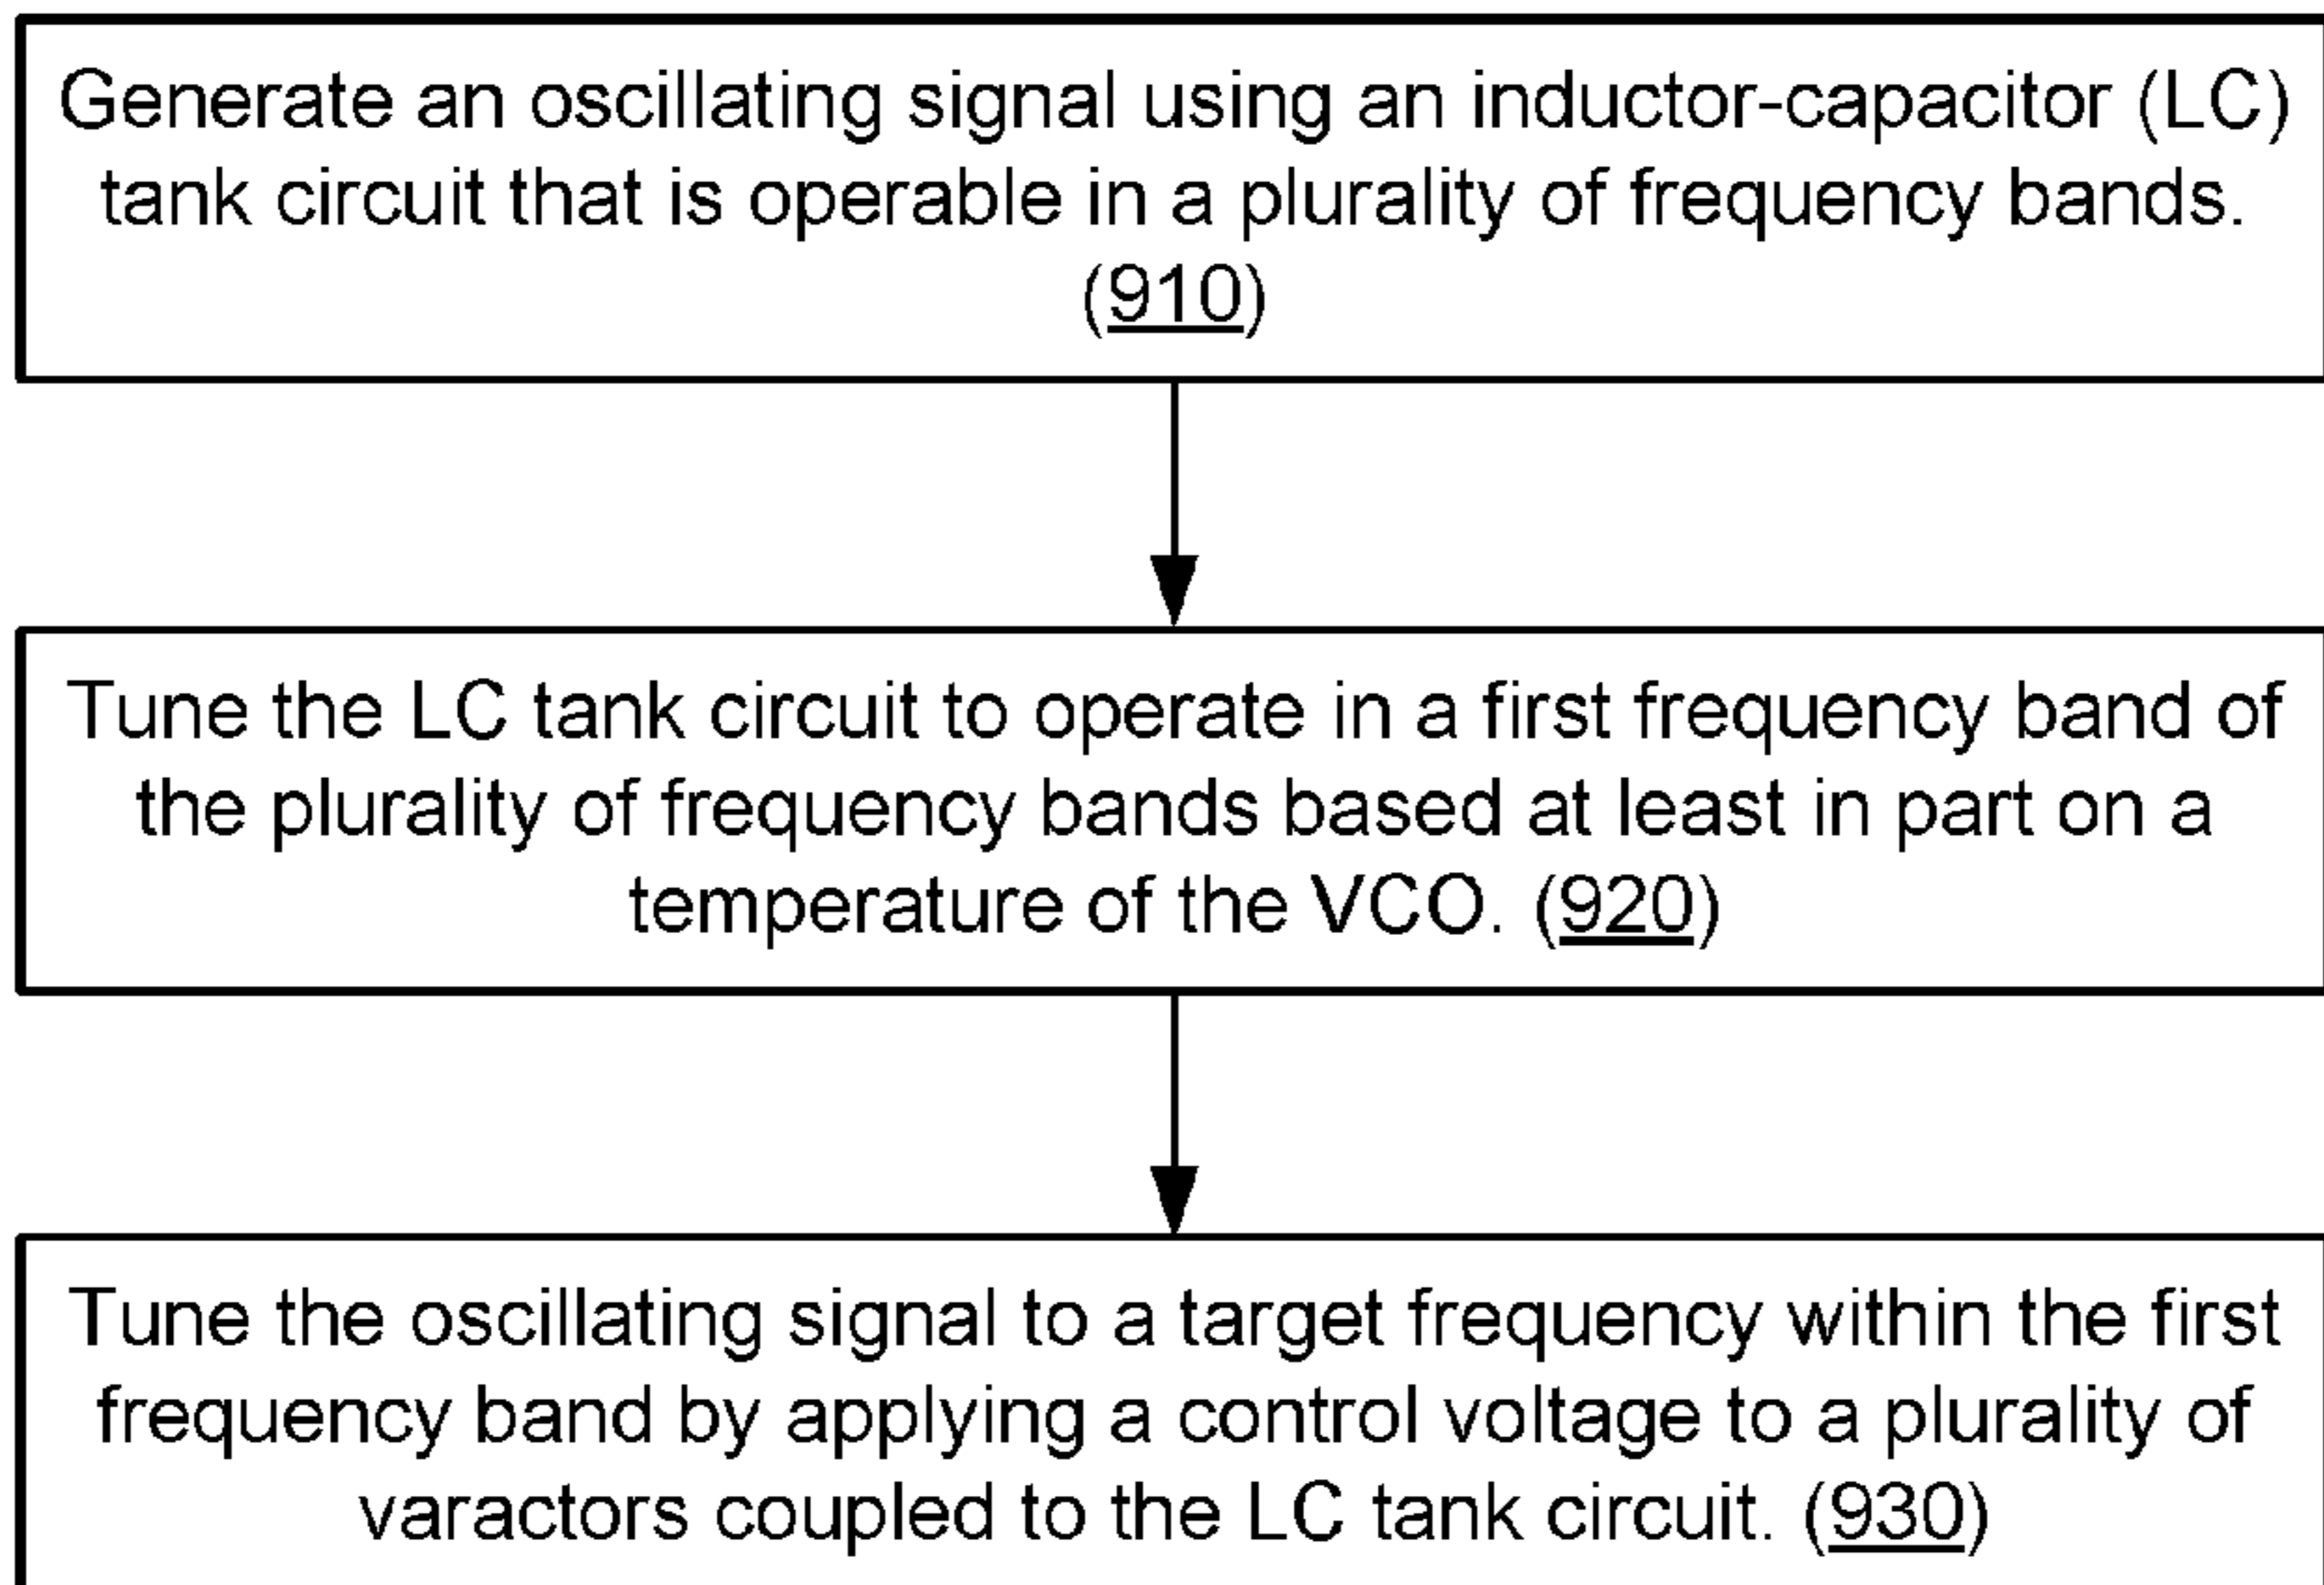 Generate an oscillating signal using an inductor-capacitor (LC)
tank circuit that is operable in a plurality of frequency bands.
(910)
Tune the LC tank circuit to operate in a first frequency band of
the plurality of frequency bands based at least in part on a
temperature of the VCO. (920)
Tune the oscillating signal to a target frequency within the first
frequency band by applying a control voltage to a plurality of
varactors coupled to the LC tank circuit. (930)